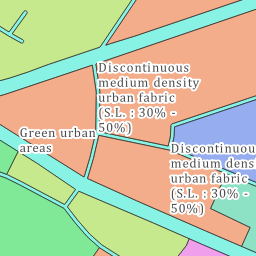 Discontinuous
medium density
urban fabric
(S.L. : 30% -
50%)
Green urban
areas
Discontinuou
medium dens
urban fabric
(S.L. : 30% -
50%)